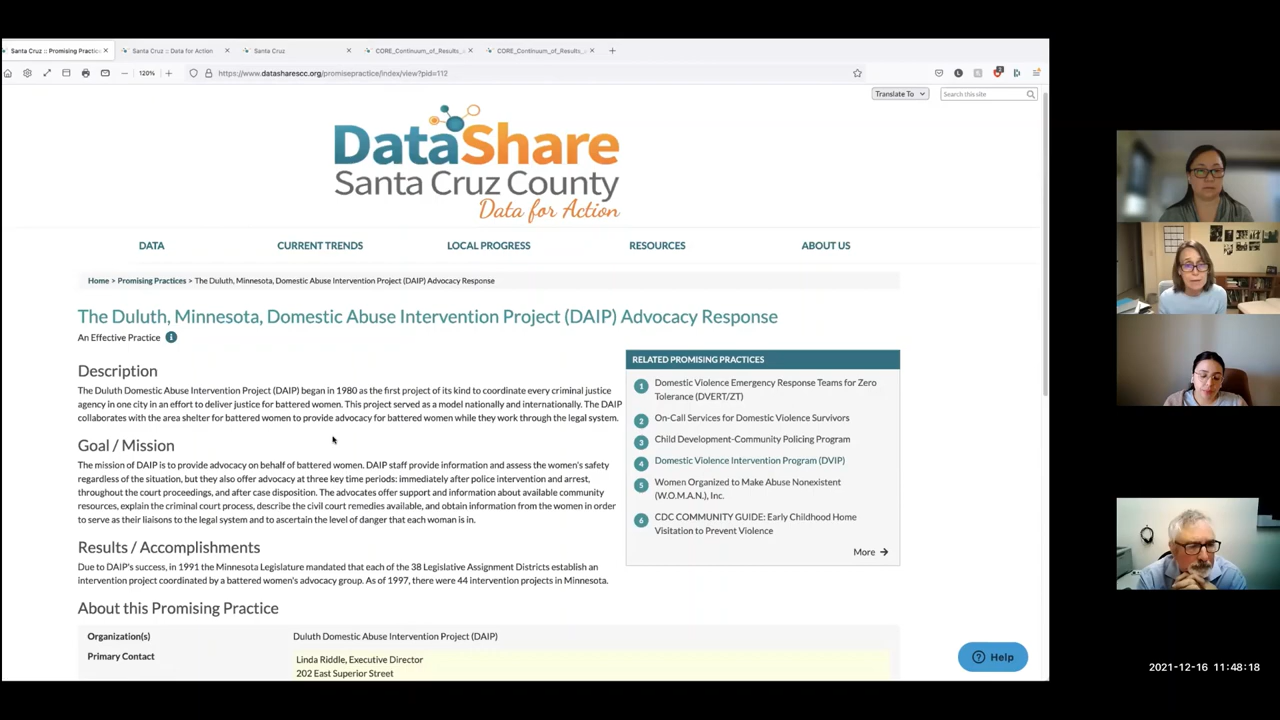 Santa Cruz :: Promising Practic
Santa Cruz :: Data for Action
Santa Cruz
CORE_Continuum_of_Results_
CORE_Continuum_of_Results_
120%
https://www.datasharescc.org/promisepractice/index/view?pid=112
Translate To
Search this site
DataShare
Santa Cruz County
Data for Action
DATA
CURRENT TRENDS
LOCAL PROGRESS
RESOURCES
ABOUT US
Home > Promising Practices > The Duluth, Minnesota, Domestic Abuse Intervention Project (DAIP) Advocacy Response
The Duluth, Minnesota, Domestic Abuse Intervention Project (DAIP) Advocacy Response
An Effective Practice
Description
The Duluth Domestic Abuse Intervention Project (DAIP) began in 1980 as the first project of its kind to coordinate every criminal justice
agency in one city in an effort to deliver justice for battered women. This project served as a model nationally and internationally. The DAIP
collaborates with the area shelter for battered women to provide advocacy for battered women while they work through the legal system.
Goal / Mission
The mission of DAIP is to provide advocacy on behalf of battered women. DAIP staff provide information and assess the women's safety
regardless of the situation, but they also offer advocacy at three key time periods: immediately after police intervention and arrest,
throughout the court proceedings, and after case disposition. The advocates offer support and information about available community
resources, explain the criminal court process, describe the civil court remedies available, and obtain information from the women in order
to serve as their liaisons to the legal system and to ascertain the level of danger that each woman is in.
Results / Accomplishments
Due to DAIP's success, in 1991 the Minnesota Legislature mandated that each of the 38 Legislative Assignment Districts establish an
intervention project coordinated by a battered women's advocacy group. As of 1997, there were 44 intervention projects in Minnesota.
About this Promising Practice
Organization(s)
Duluth Domestic Abuse Intervention Project (DAIP)
Primary Contact
Linda Riddle, Executive Director
202 East Superior Street
RELATED PROMISING PRACTICES
1 Domestic Violence Emergency Response Teams for Zero
Tolerance (DVERT/ZT)
2 On-Call Services for Domestic Violence Survivors
3 Child Development-Community Policing Program
4 Domestic Violence Intervention Program (DVIP)
5 Women Organized to Make Abuse Nonexistent
(W.O.M.A.N.), Inc.
6 CDC COMMUNITY GUIDE: Early Childhood Home
Visitation to Prevent Violence
More
Help
2021-12-16 11:48:18